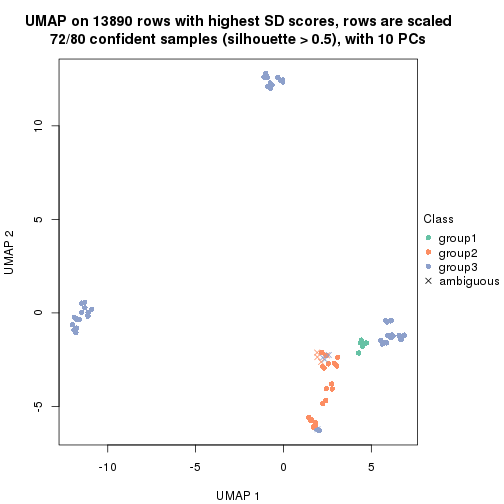 UMAP on 13890 rows with highest SD scores, rows are scaled
72/80 confident samples (silhouette > 0.5), with 10 PCs
10
5
0
-5
UMAP 2
-10
-5
0
5
UMAP 1
Class
group1
group2
group3
ambiguous